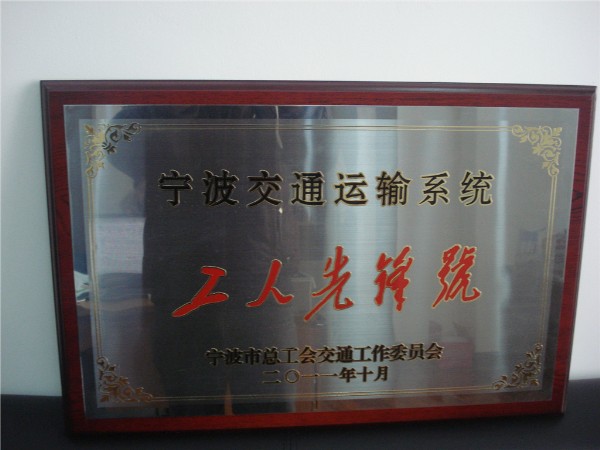 宁波交通运输系统
工人先锋號
宁波市总工会交通工作委员会
二〇一一年十月